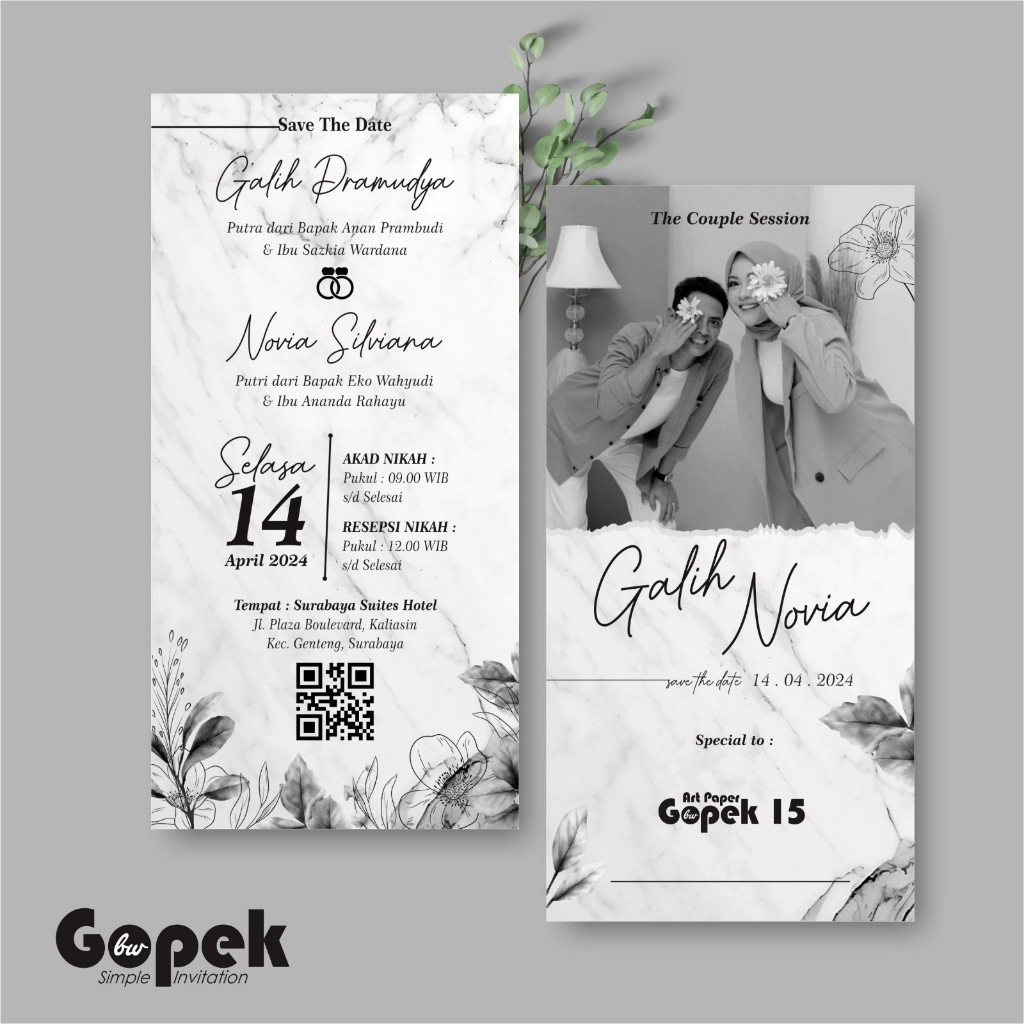 Save The Date
Galih Pramudya
Putra dari Bapak Anan Prambudi
& Ibu Sazkia Wardana
Novia Silviana
Putri dari Bapak Eko Wahyudi
& Ibu Ananda Rahayu
Selasa
14
April 2024
AKAD NIKAH :
Pukul : 09.00 WIB
s/d Selesai
RESEPSI NIKAH :
Pukul : 12.00 WIB
s/d Selesai
Tempat : Surabaya Suites Hotel
Jl. Plaza Boulevard, Kaliasin
Kec. Genteng, Surabaya
The Couple Session
Galih
Novia
save the date 14 . 04 . 2024
Special to :
Art Paper
Gopek bw 15
Gopek bw
Simple Invitation